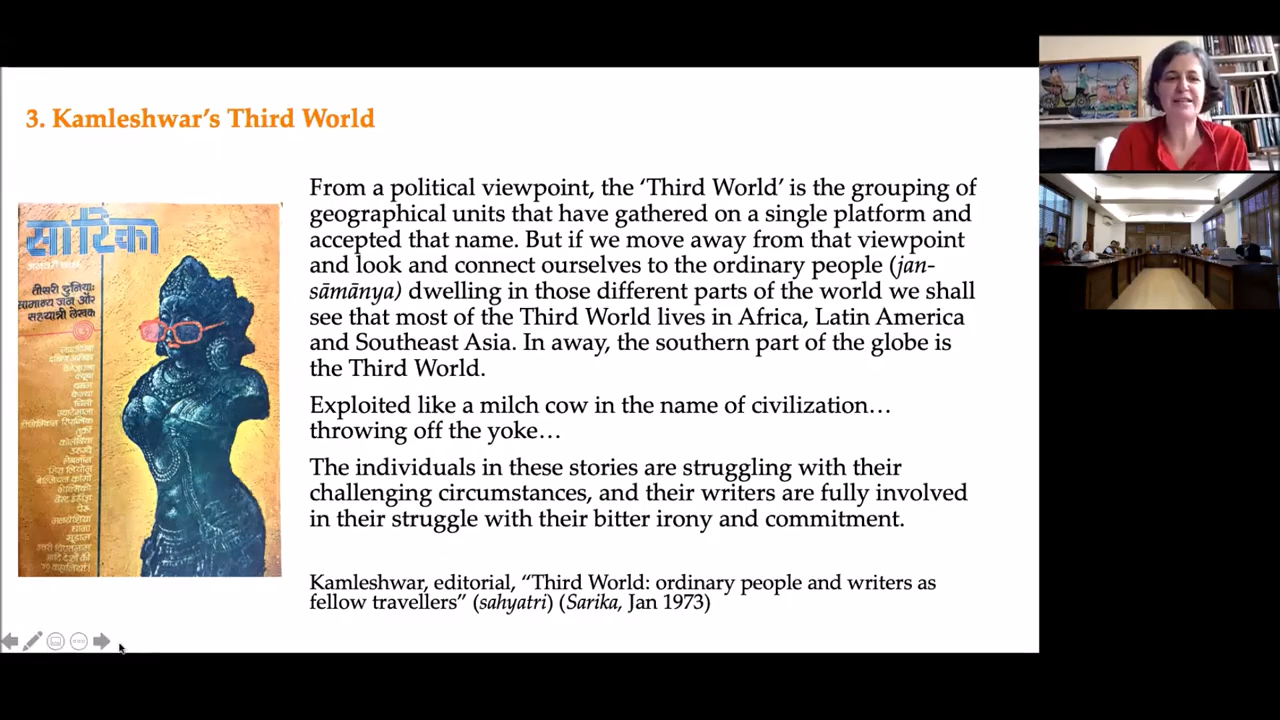 3. Kamleshwar's Third World
सारिका
तीसरी दुनिया:
सामान्य जन और
सहयात्री लेखक
From a political viewpoint, the ‘Third World’ is the grouping of
geographical units that have gathered on a single platform and
accepted that name. But if we move away from that viewpoint
and look and connect ourselves to the ordinary people (jan-
sāmānya) dwelling in those different parts of the world we shall
see that most of the Third World lives in Africa, Latin America
and Southeast Asia. In away, the southern part of the globe is
the Third World.
Exploited like a milch cow in the name of civilization…
throwing off the yoke…
The individuals in these stories are struggling with their
challenging circumstances, and their writers are fully involved
in their struggle with their bitter irony and commitment.
Kamleshwar, editorial, “Third World: ordinary people and writers as
fellow travellers” (sahyatri) (Sarika, Jan 1973)